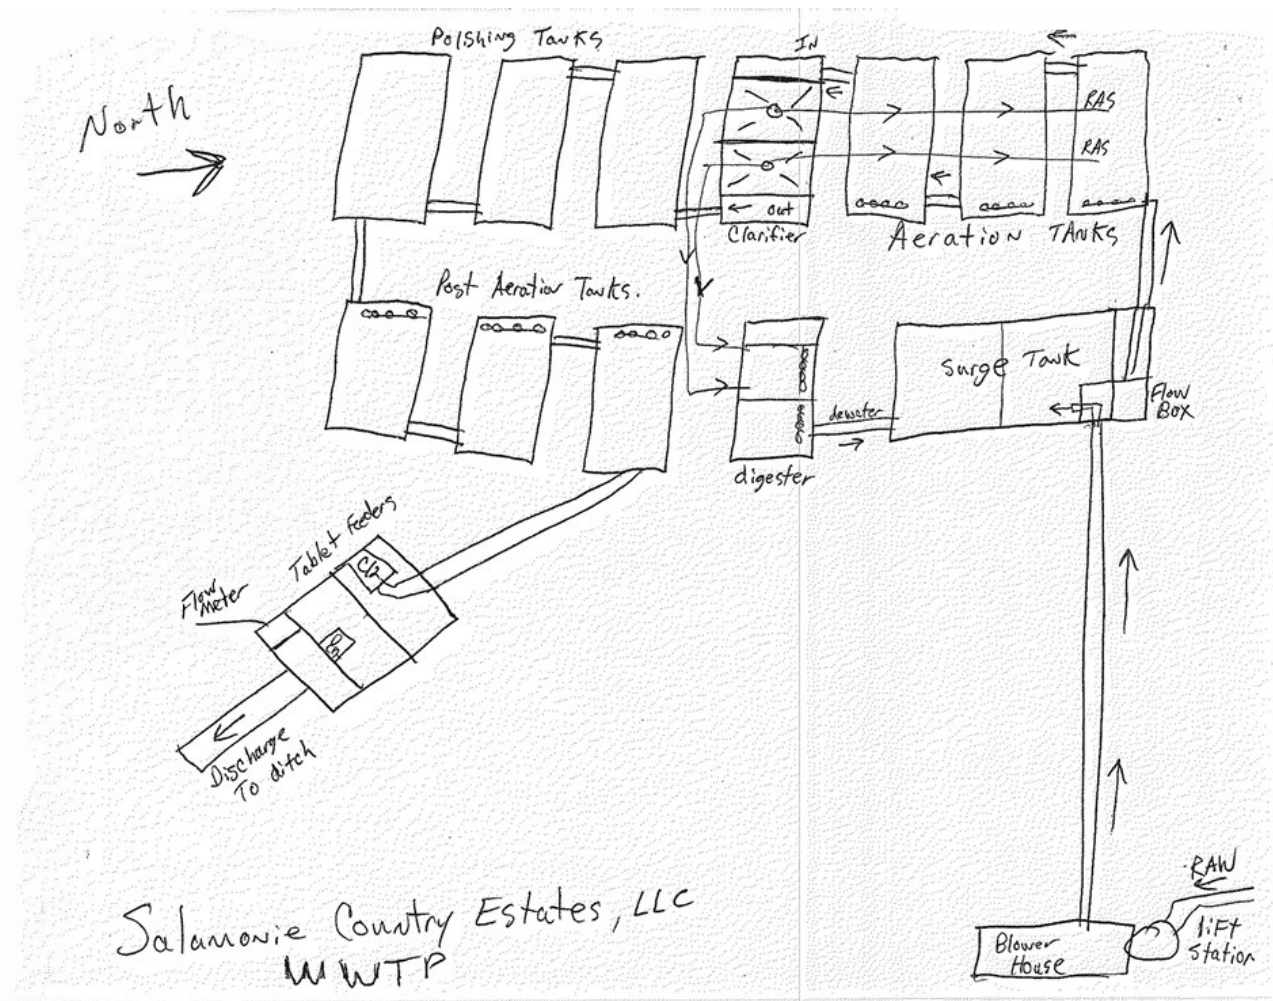 Polshing Tanks
IN
North
RAS
RAS
out
Clarifier
Aeration TANKS
Post Aeration Tanks.
Surge Tank
Flow
Box
dewater
digester
Tablet Feeders
Cl2
Flow
meter
Discharge
To ditch
RAW
lift
Station
Blower
House
Salamonie Country Estates, LLC
WWTP